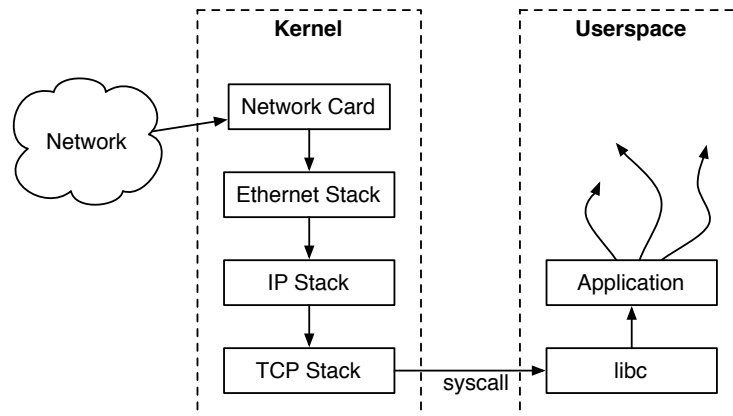 Kernel
Userspace
Network Card
Network
Ethernet Stack
IP Stack
Application
TCP Stack
syscall
libc